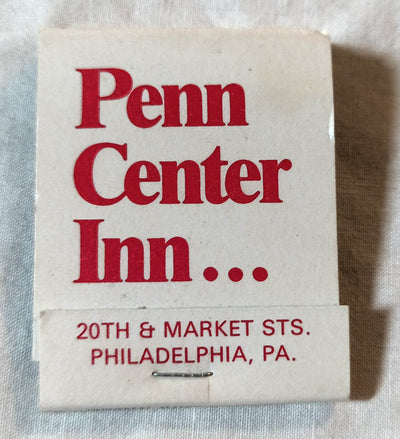 Penn
Center
Inn...
20TH & MARKET STS.
PHILADELPHIA, PA.